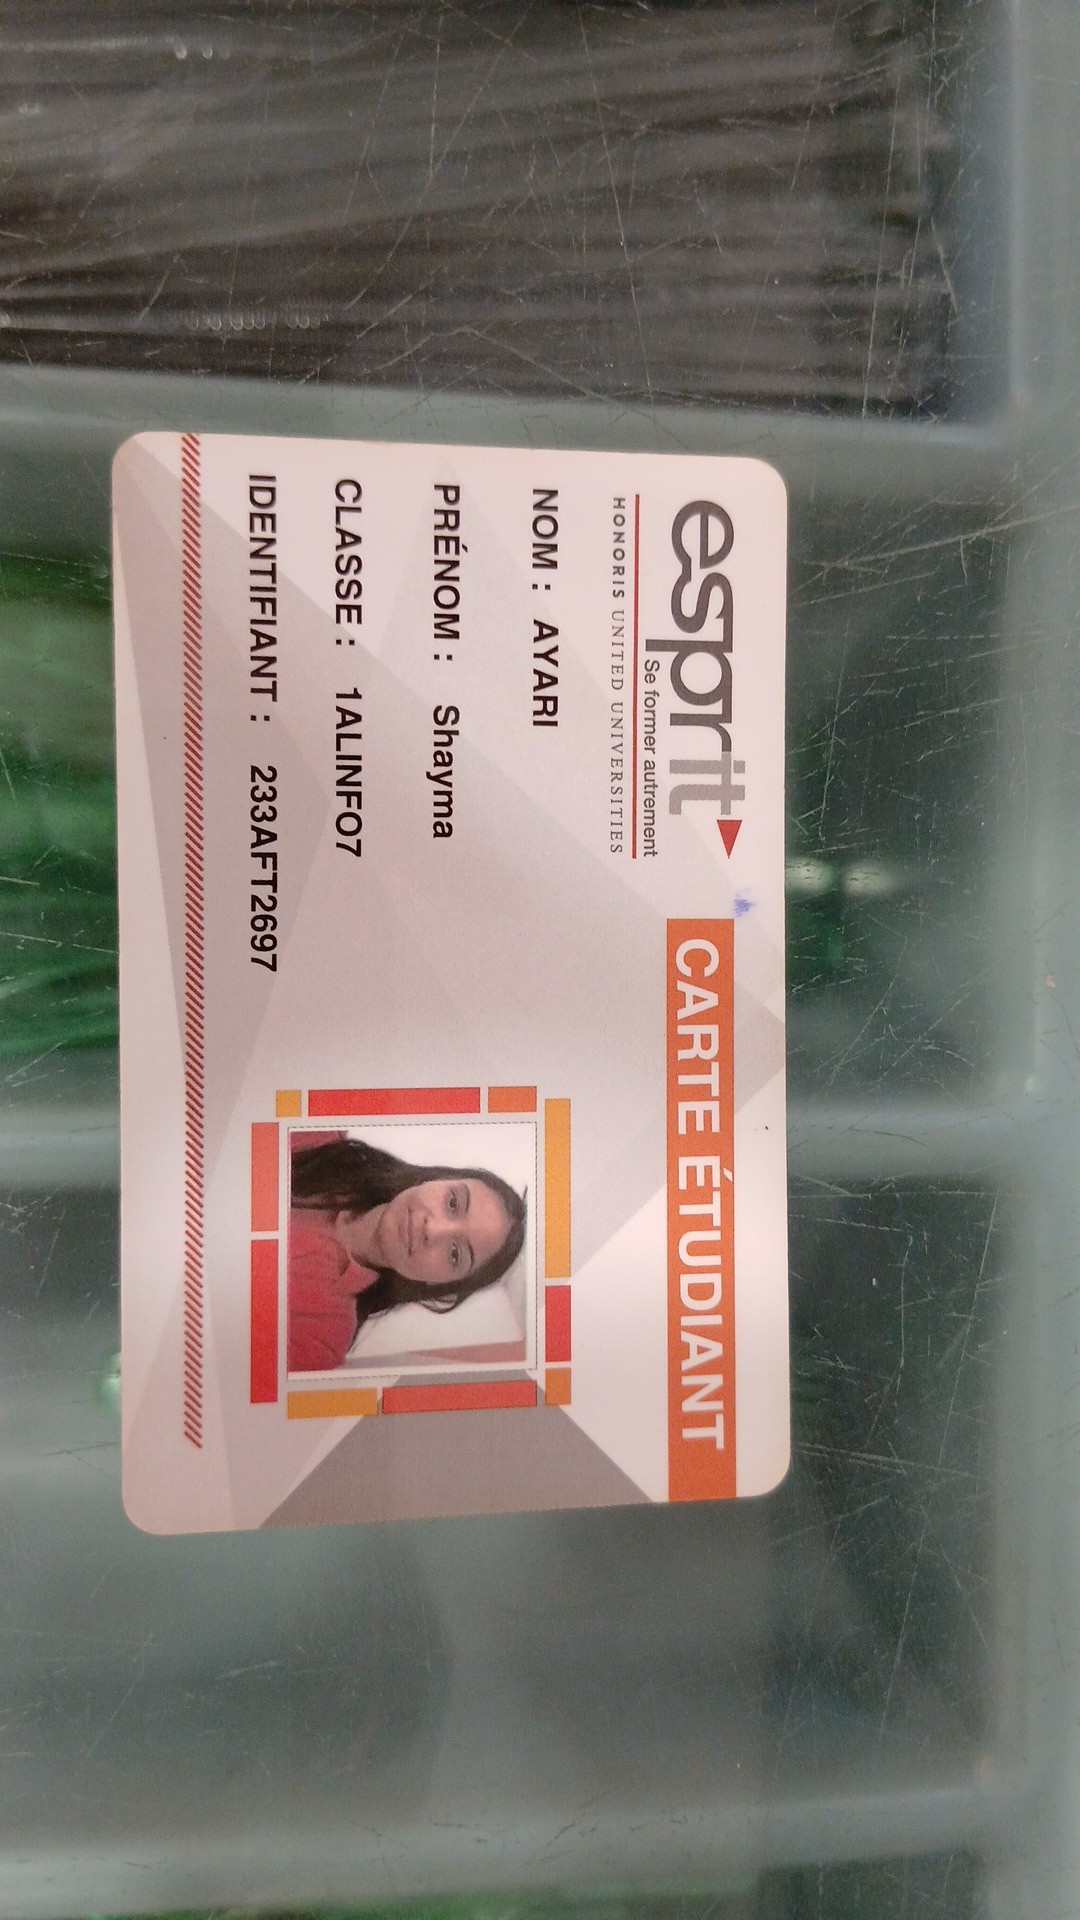 esprit
Se former autrement
HONORIS UNITED UNIVERSITIES
CARTE ÉTUDIANT
NOM : AYARI
PRÉNOM : Shayma
CLASSE : 1ALINFO7
IDENTIFIANT : 233AFT2697